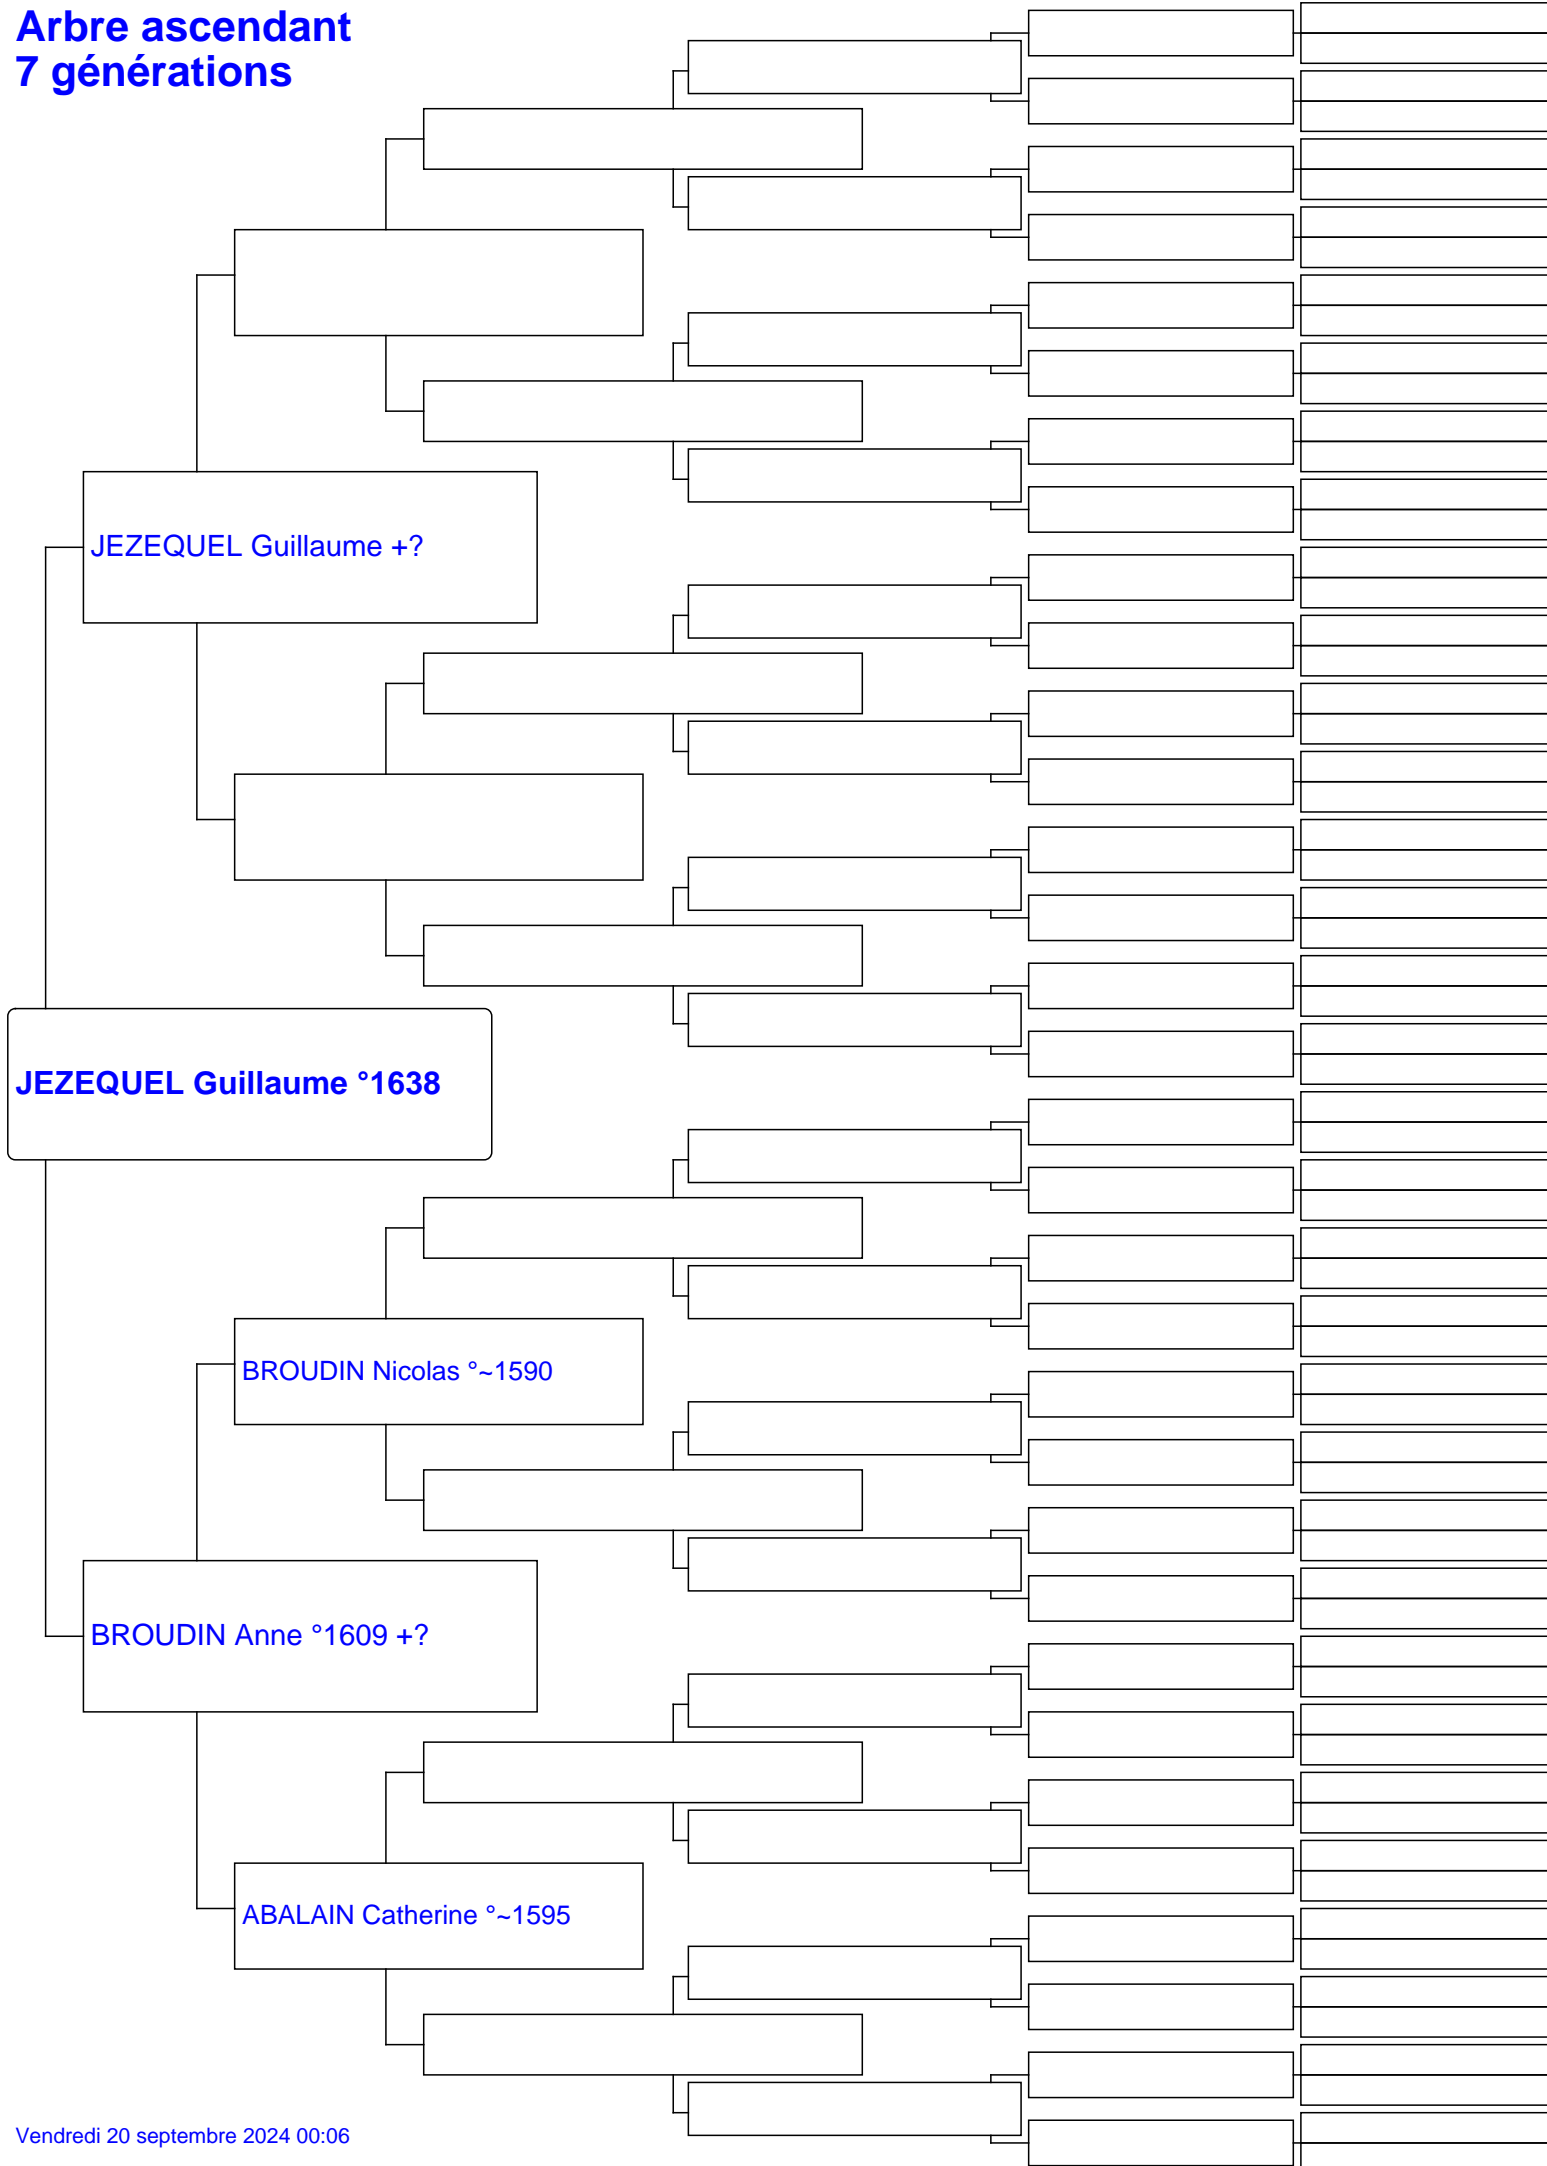 Arbre ascendant
7 générations
JEZEQUEL Guillaume +?
JEZEQUEL Guillaume °1638
BROUDIN Nicolas °~1590
BROUDIN Anne °1609 +?
ABALAIN Catherine °~1595
Vendredi 20 septembre 2024 00:06